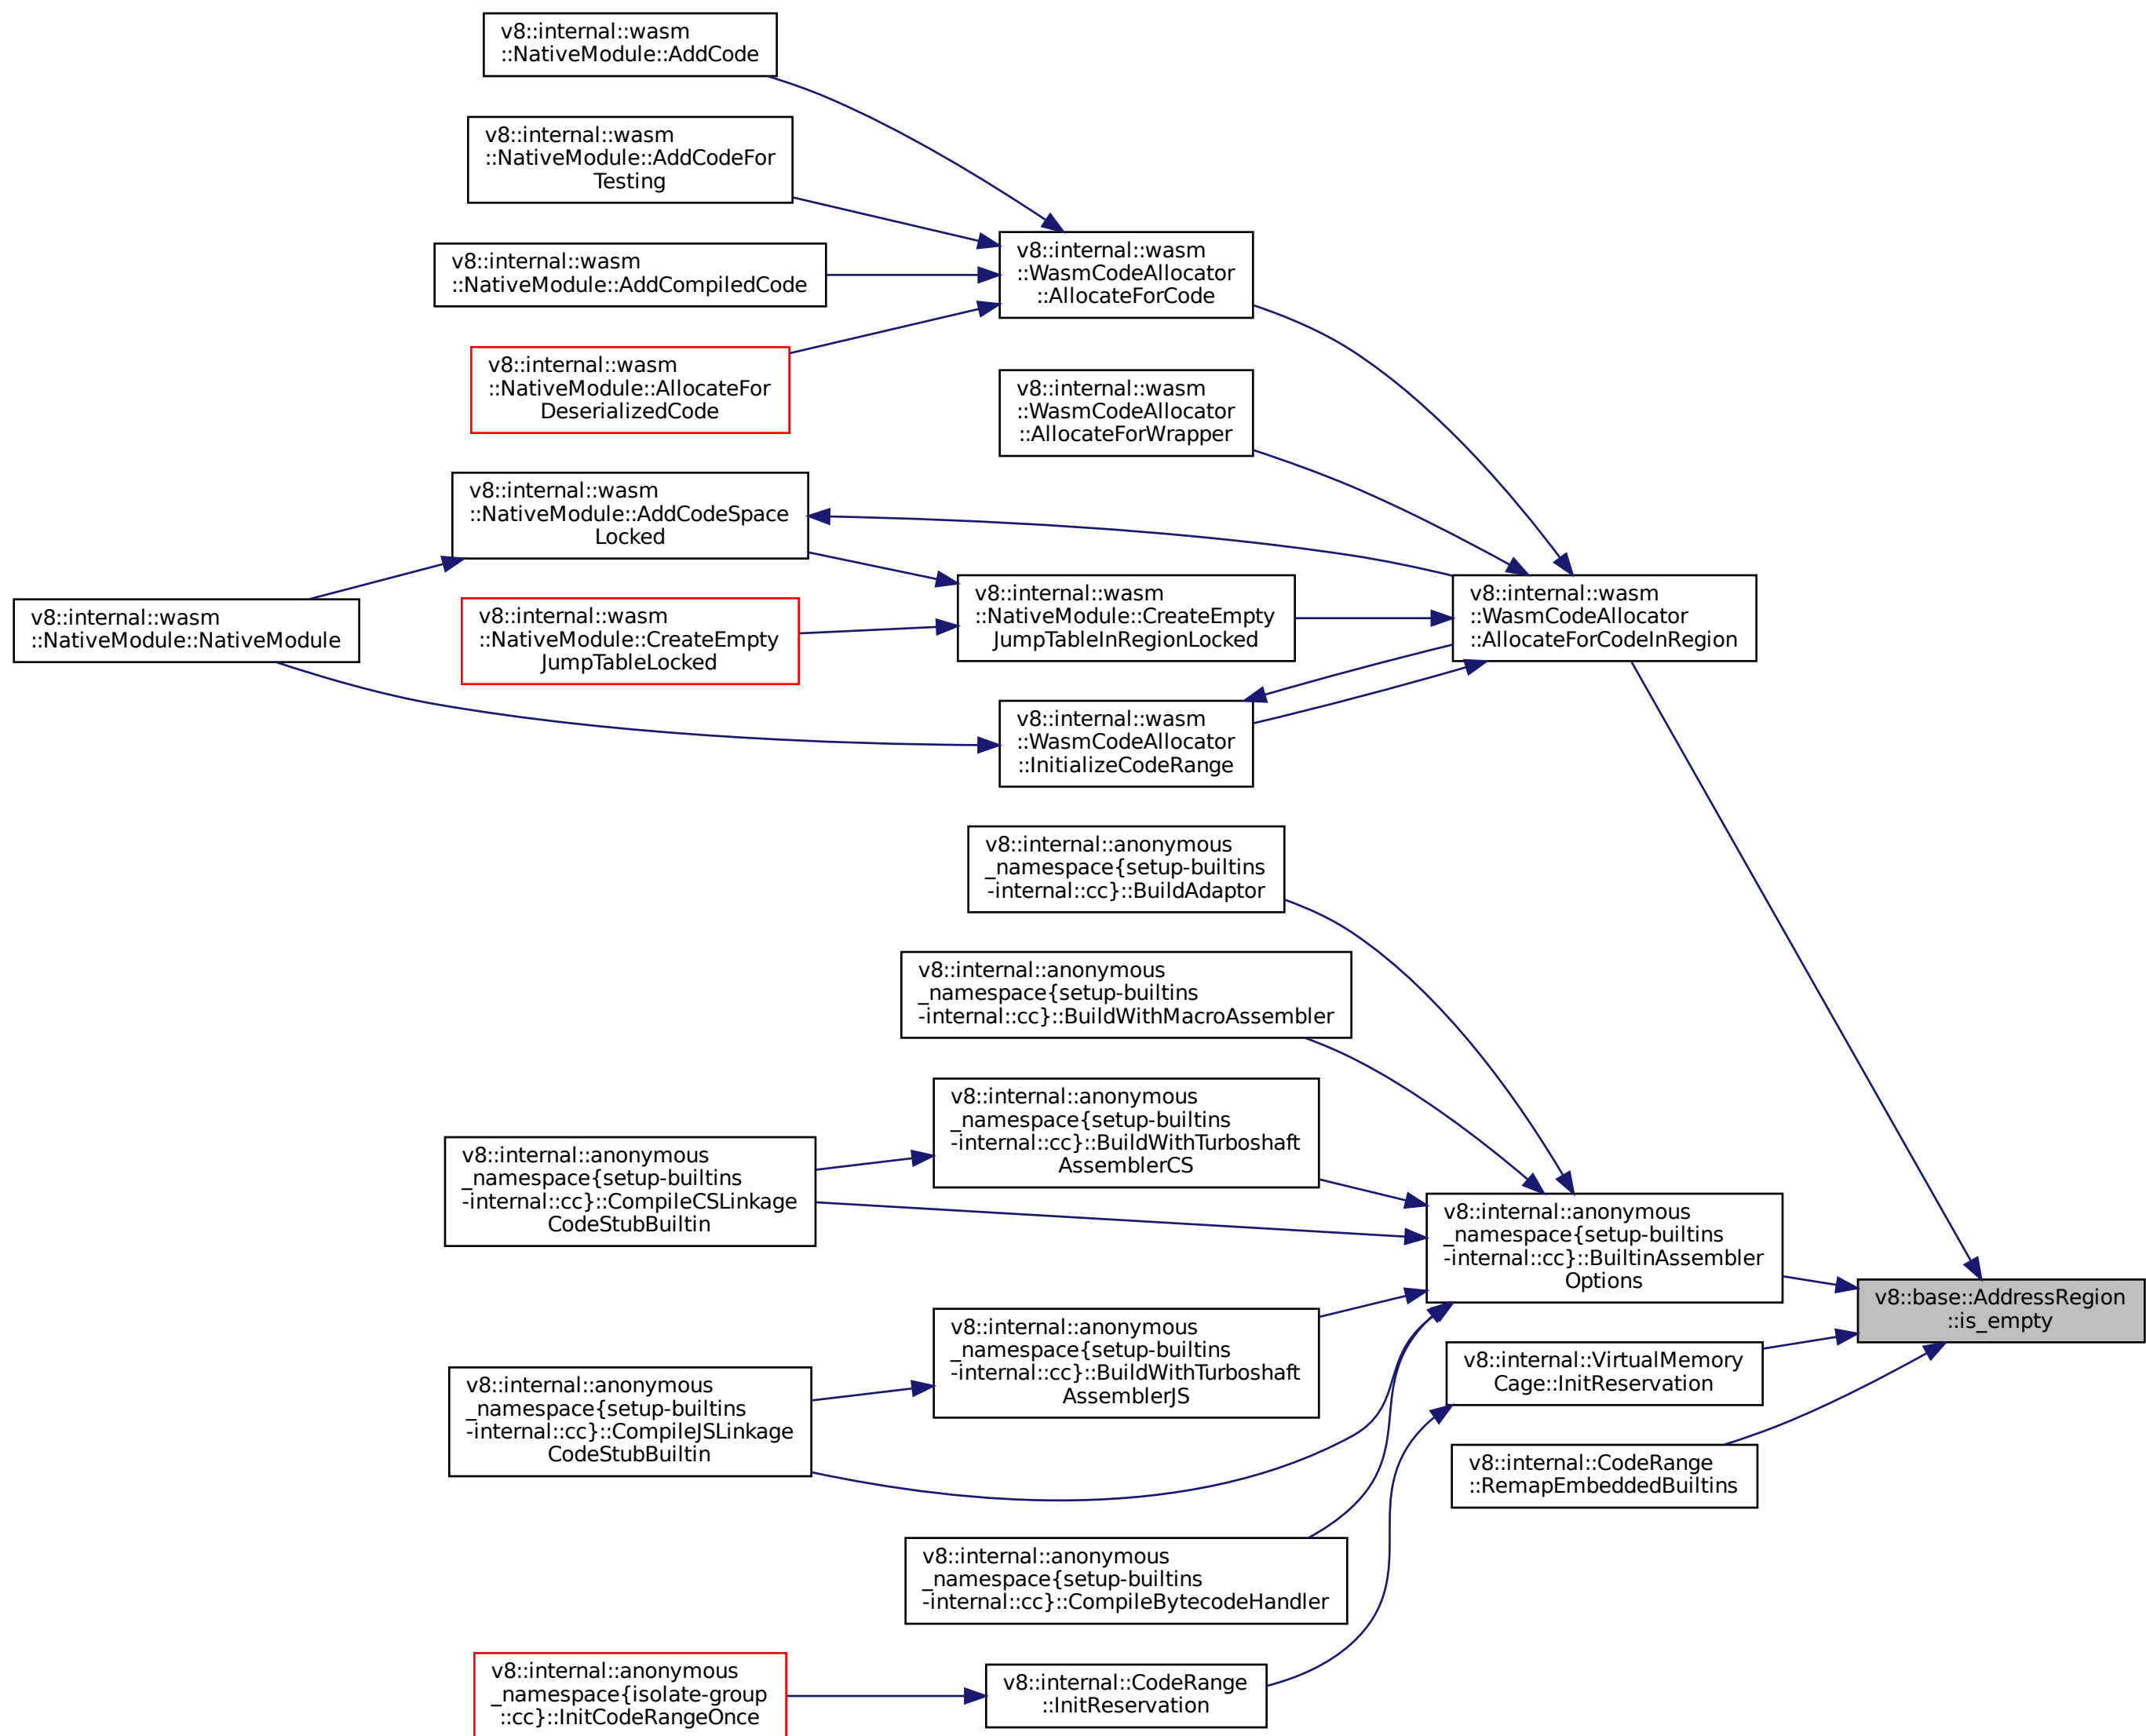 v8::internal::wasm
::NativeModule::AddCode
v8::internal::wasm
::NativeModule::AddCodeFor
Testing
v8::internal::wasm
::NativeModule::AddCompiledCode
v8::internal::wasm
::NativeModule::AllocateFor
DeserializedCode
v8::internal::wasm
::WasmCodeAllocator
::AllocateForCode
v8::internal::wasm
::WasmCodeAllocator
::AllocateForWrapper
v8::internal::wasm
::NativeModule::AddCodeSpace
Locked
v8::internal::wasm
::NativeModule::NativeModule
v8::internal::wasm
::NativeModule::CreateEmpty
JumpTableLocked
v8::internal::wasm
::NativeModule::CreateEmpty
JumpTableInRegionLocked
v8::internal::wasm
::WasmCodeAllocator
::AllocateForCodeInRegion
v8::internal::wasm
::WasmCodeAllocator
::InitializeCodeRange
v8::internal::anonymous
_namespace{setup-builtins
-internal::cc}::BuildAdaptor
v8::internal::anonymous
_namespace{setup-builtins
-internal::cc}::BuildWithMacroAssembler
v8::internal::anonymous
_namespace{setup-builtins
-internal::cc}::BuildWithTurboshaft
AssemblerCS
v8::internal::anonymous
_namespace{setup-builtins
-internal::cc}::CompileCSLinkage
CodeStubBuiltin
v8::internal::anonymous
_namespace{setup-builtins
-internal::cc}::BuiltinAssembler
Options
v8::base::AddressRegion
::is_empty
v8::internal::anonymous
_namespace{setup-builtins
-internal::cc}::BuildWithTurboshaft
AssemblerJS
v8::internal::VirtualMemory
Cage::InitReservation
v8::internal::anonymous
_namespace{setup-builtins
-internal::cc}::CompileJSLinkage
CodeStubBuiltin
v8::internal::CodeRange
::RemapEmbeddedBuiltins
v8::internal::anonymous
_namespace{setup-builtins
-internal::cc}::CompileBytecodeHandler
v8::internal::anonymous
_namespace{isolate-group
::cc}::InitCodeRangeOnce
v8::internal::CodeRange
::InitReservation